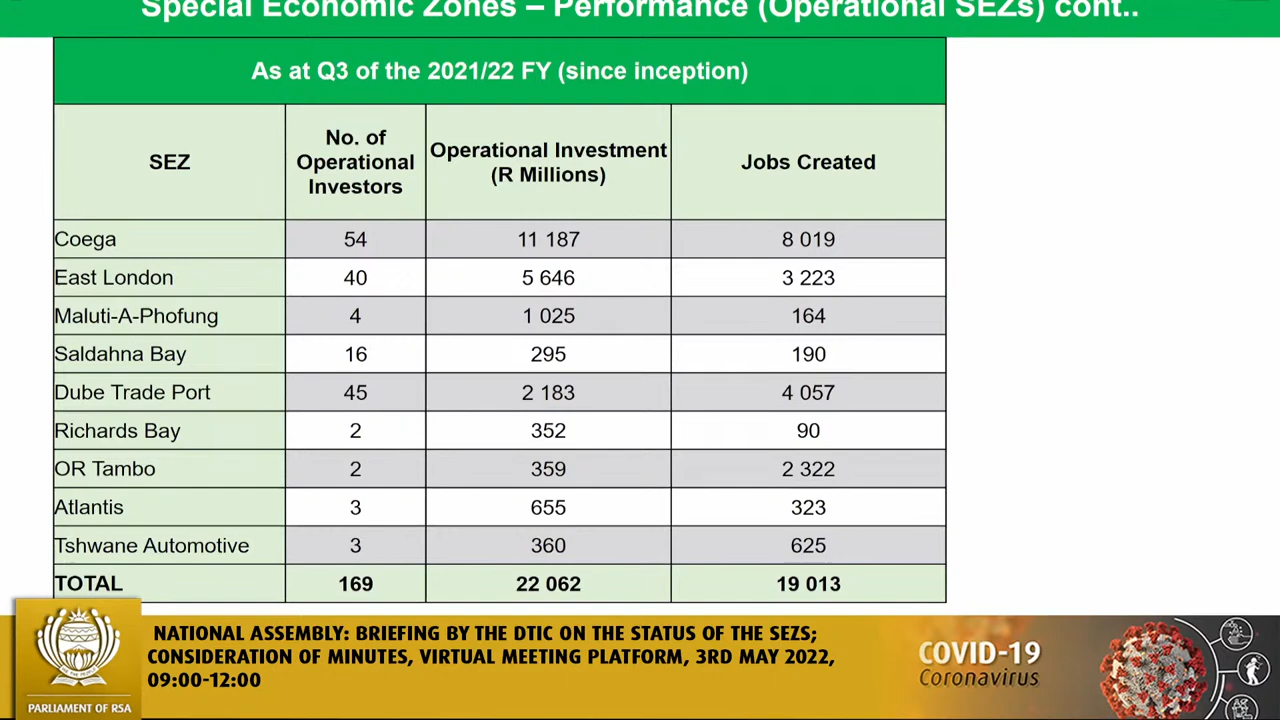 Special Economic Zones – Performance (Operational SEZs) cont..
As at Q3 of the 2021/22 FY (since inception)
SEZ
No. of
Operational
Investors
Operational Investment
(R Millions)
Jobs Created
Coega 54 11 187 8 019
East London 40 5 646 3 223
Maluti-A-Phofung 4 1 025 164
Saldahna Bay 16 295 190
Dube Trade Port 45 2 183 4 057
Richards Bay 2 352 90
OR Tambo 2 359 2 322
Atlantis 3 655 323
Tshwane Automotive 3 360 625
TOTAL 169 22 062 19 013
NATIONAL ASSEMBLY: BRIEFING BY THE DTIC ON THE STATUS OF THE SEZS;
CONSIDERATION OF MINUTES, VIRTUAL MEETING PLATFORM, 3RD MAY 2022,
09:00-12:00
PARLIAMENT OF RSA
COVID-19
Coronavirus